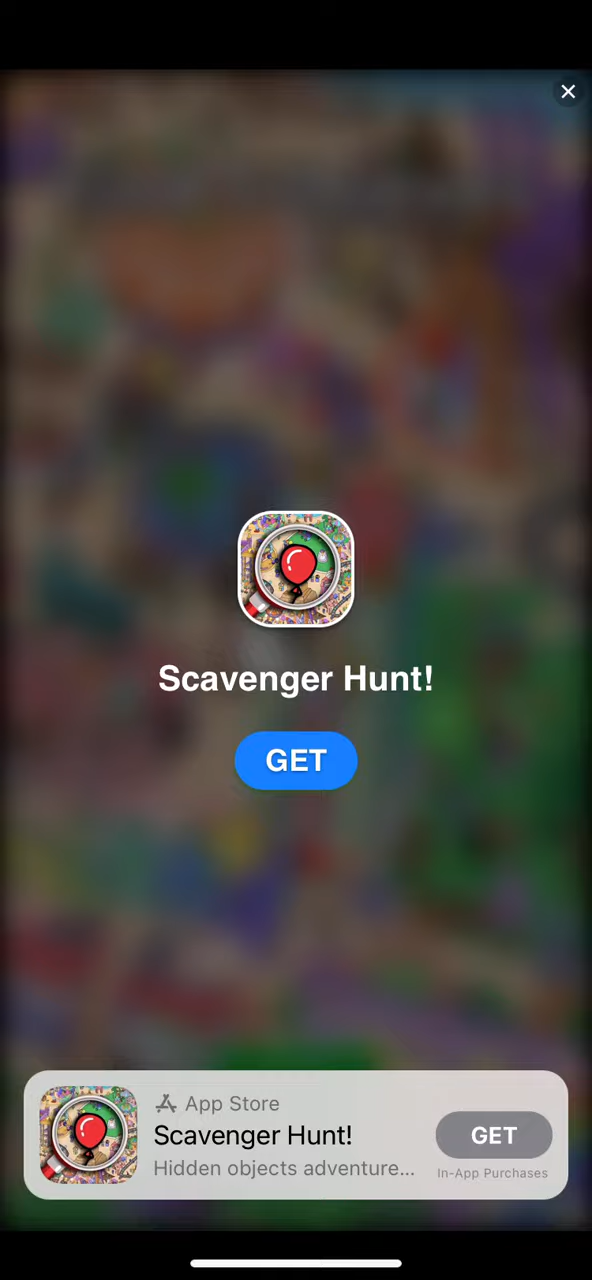 Scavenger Hunt!
GET
App Store
Scavenger Hunt!
Hidden objects adventure...
GET
In-App Purchases